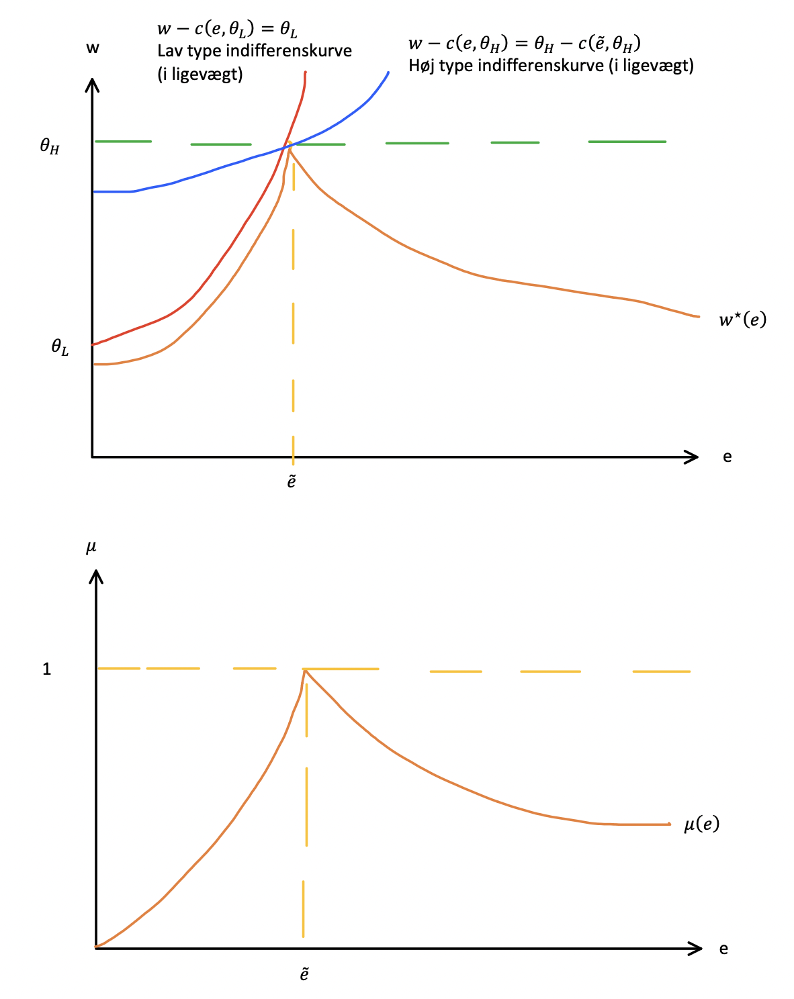 w − c(e, θ_L) = θ_L
Lav type indifferenskurve
(i ligevægt)
w − c(e, θ_H) = θ_H − c(ẽ, θ_H)
Høj type indifferenskurve (i ligevægt)
w
θ_H
θ_L
w*(e)
e
ẽ
μ
1
μ(e)
e
ẽ